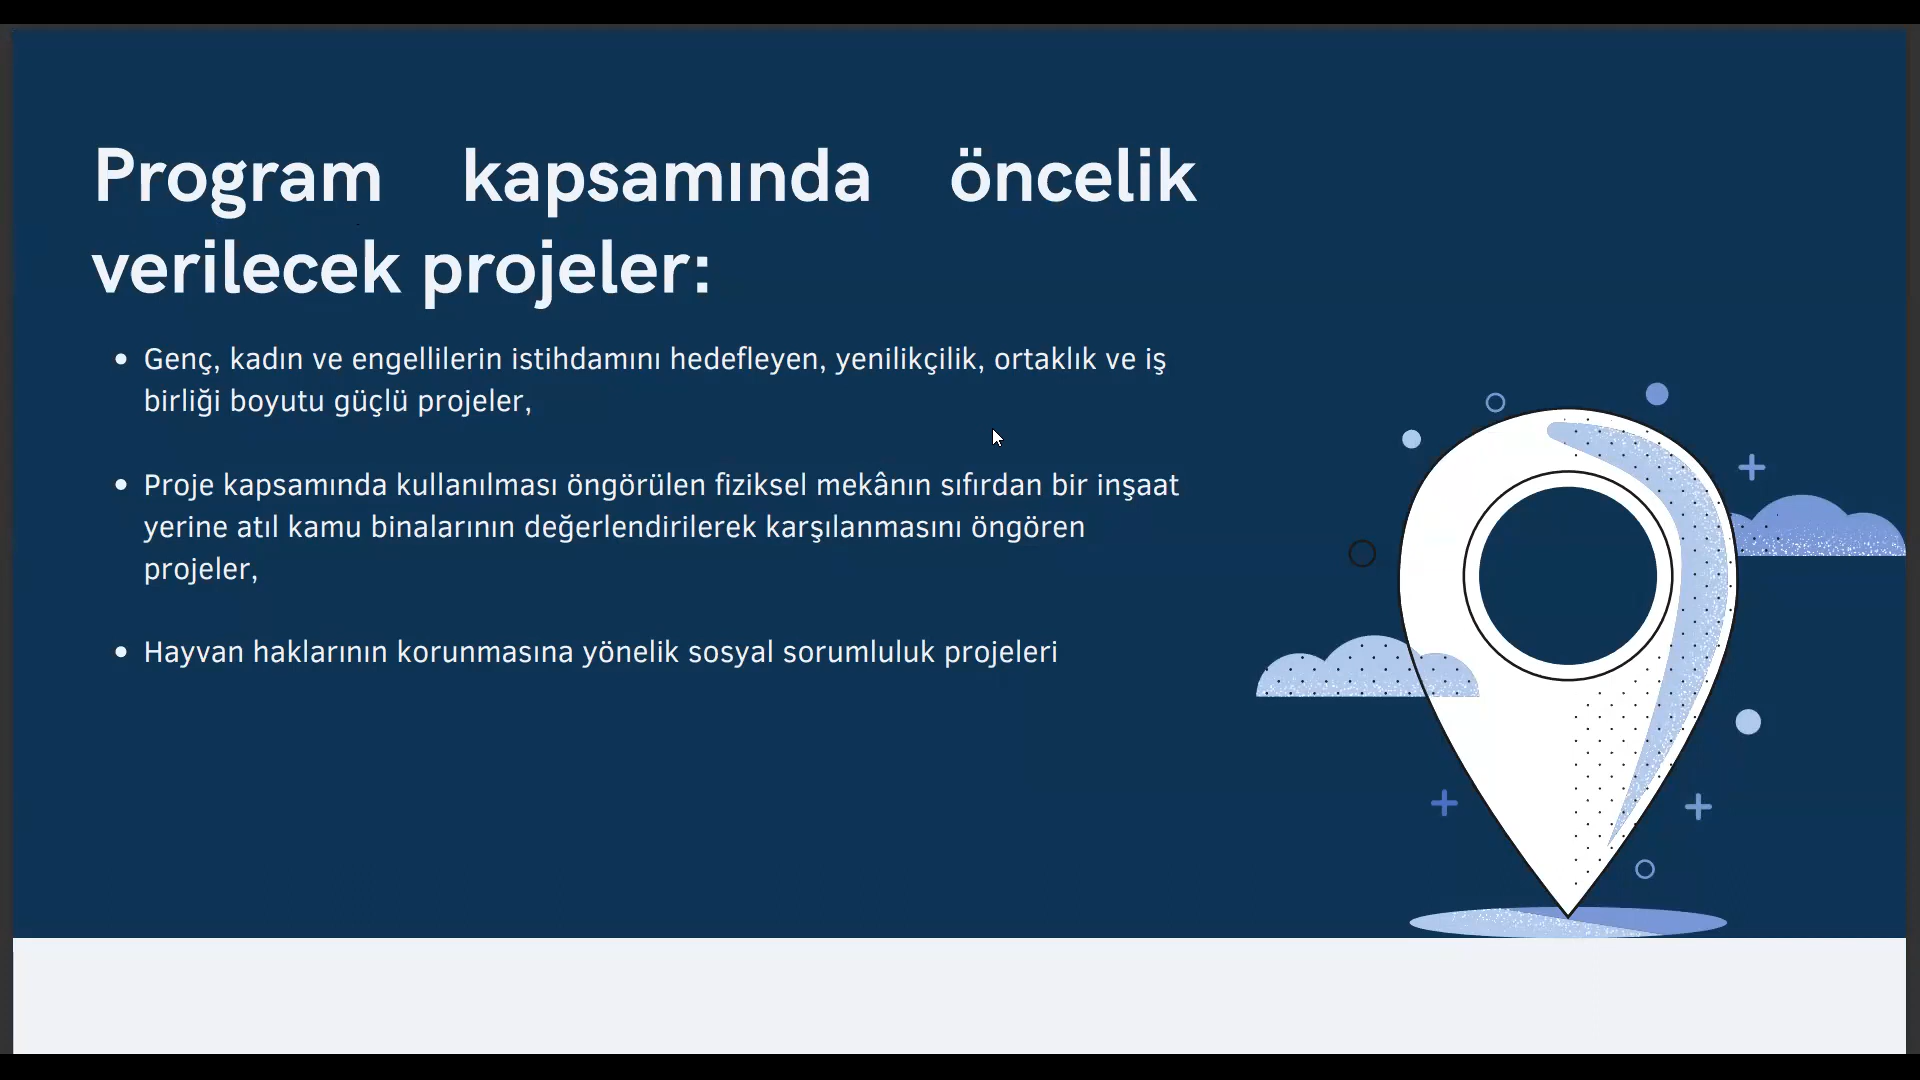 Program kapsamında öncelik
verilecek projeler:
• Genç, kadın ve engellilerin istihdamını hedefleyen, yenilikçilik, ortaklık ve iş
birliği boyutu güçlü projeler,
• Proje kapsamında kullanılması öngörülen fiziksel mekânın sıfırdan bir inşaat
yerine atıl kamu binalarının değerlendirilerek karşılanmasını öngören
projeler,
• Hayvan haklarının korunmasına yönelik sosyal sorumluluk projeleri